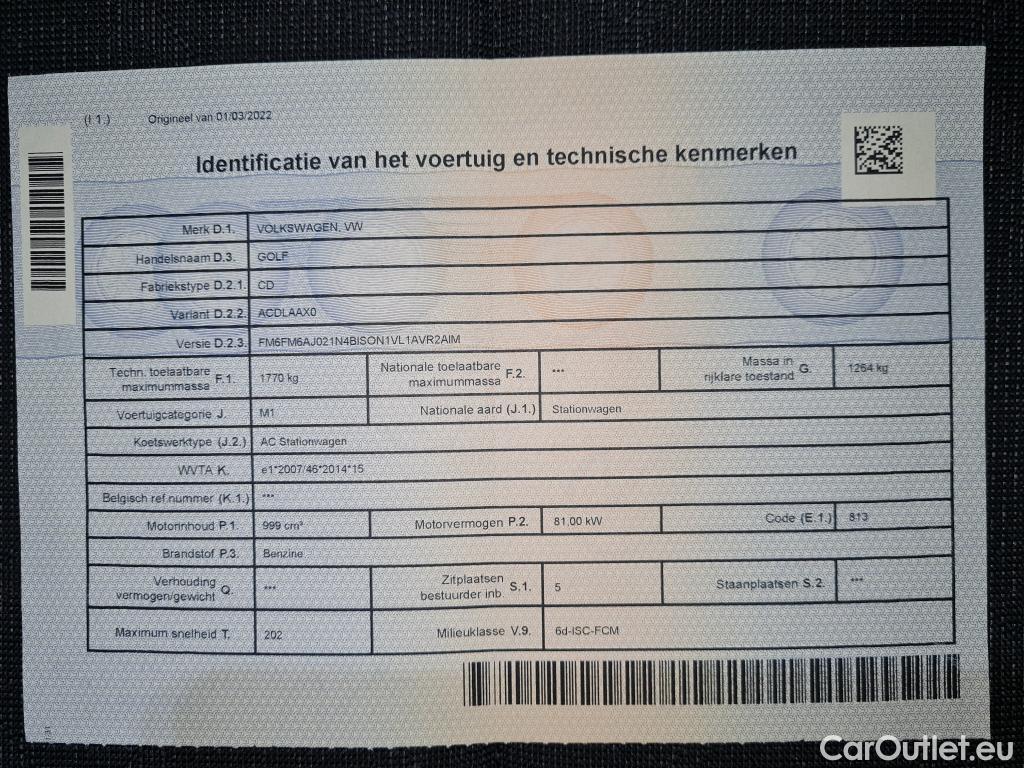 (I.1.) Origineel van 01/03/2022
Identificatie van het voertuig en technische kenmerken
Merk D.1. VOLKSWAGEN, VW
Handelsnaam D.3. GOLF
Fabriekstype D.2.1. CD
Variant D.2.2. ACDLAAX0
Versie D.2.3. FM6FM6AJ021N4BISON1VL1AVR2AIM
Techn. toelaatbare maximummassa F.1. 1770 kg Nationale toelaatbare maximummassa F.2. *** Massa in rijklare toestand G. 1264 kg
Voertuigcategorie J. M1 Nationale aard (J.1.) Stationwagen
Koetswerktype (J.2.) AC Stationwagen
WVTA K. e1*2007/46*2014*15
Belgisch ref.nummer (K.1.) ***
Motorinhoud P.1. 999 cm³ Motorvermogen P.2. 81,00 kW Code (E.1.) 813
Brandstof P.3. Benzine
Verhouding vermogen/gewicht Q. *** Zitplaatsen bestuurder inb. S.1. 5 Staanplaatsen S.2. ***
Maximum snelheid T. 202 Milieuklasse V.9. 6d-ISC-FCM
CarOutlet.eu